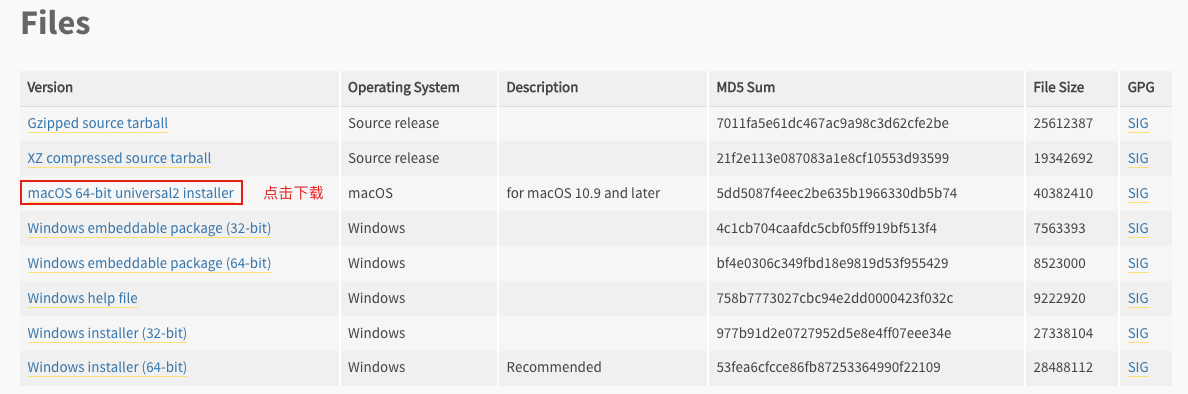 Files
Version Operating System Description MD5 Sum File Size GPG
Gzipped source tarball Source release 7011fa5e61dc467ac9a98c3d62cfe2be 25612387 SIG
XZ compressed source tarball Source release 21f2e113e087083a1e8cf10553d93599 19342692 SIG
macOS 64-bit universal2 installer 点击下载 macOS for macOS 10.9 and later 5dd5087f4eec2be635b1966330db5b74 40382410 SIG
Windows embeddable package (32-bit) Windows 4c1cb704caafdc5cbf05ff919bf513f4 7563393 SIG
Windows embeddable package (64-bit) Windows bf4e0306c349fbd18e9819d53f955429 8523000 SIG
Windows help file Windows 758b7773027cbc94e2dd0000423f032c 9222920 SIG
Windows installer (32-bit) Windows 977b91d2e0727952d5e8e4ff07eee34e 27338104 SIG
Windows installer (64-bit) Windows Recommended 53fea6cfcce86fb87253364990f22109 28488112 SIG